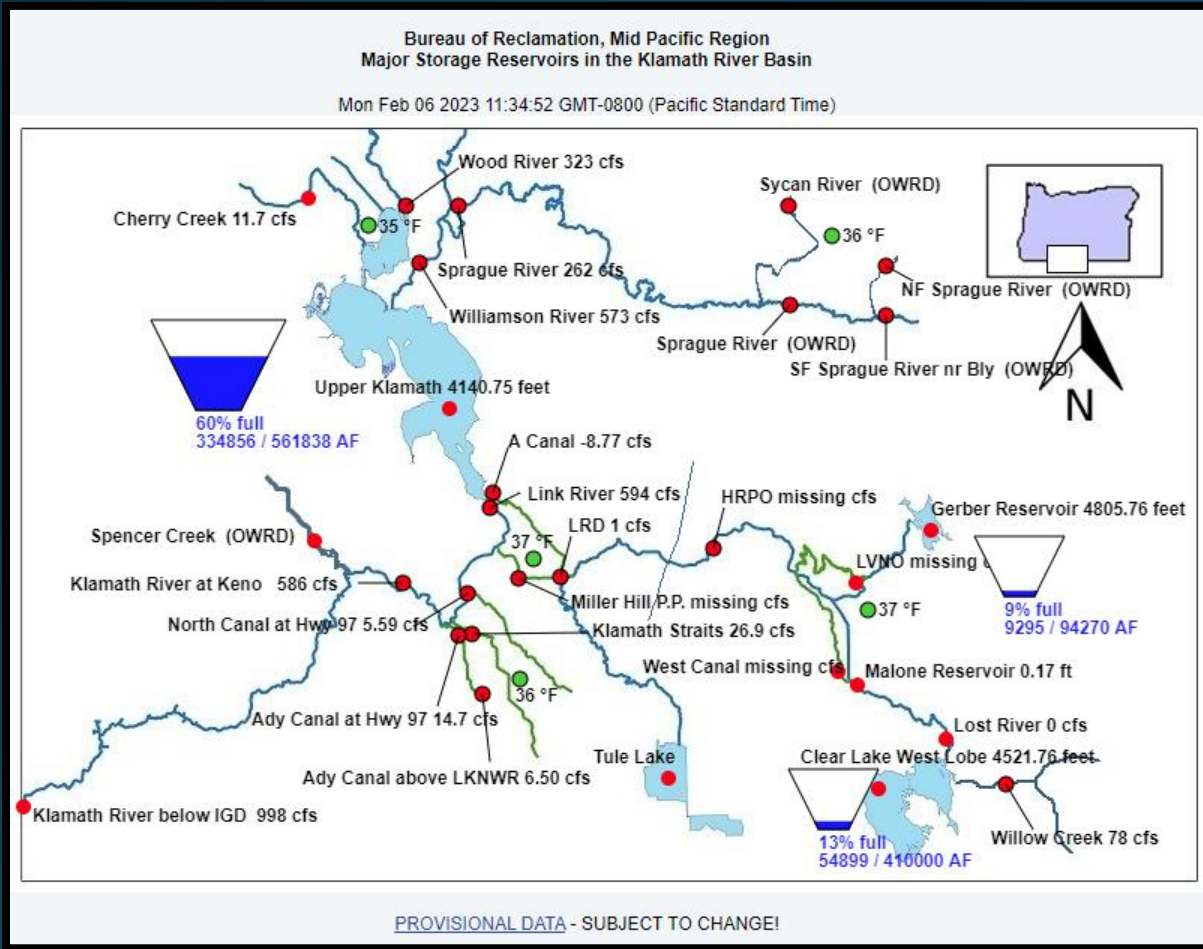 Bureau of Reclamation, Mid Pacific Region
Major Storage Reservoirs in the Klamath River Basin
Mon Feb 06 2023 11:34:52 GMT-0800 (Pacific Standard Time)
Wood River 323 cfs
Sycan River (OWRD)
Cherry Creek 11.7 cfs
35 °F
36 °F
Sprague River 262 cfs
NF Sprague River (OWRD)
Williamson River 573 cfs
Sprague River (OWRD)
SF Sprague River nr Bly (OWRD)
N
Upper Klamath 4140.75 feet
60% full
334856 / 561838 AF
A Canal -8.77 cfs
Link River 594 cfs
HRPO missing cfs
Gerber Reservoir 4805.76 feet
LRD 1 cfs
Spencer Creek (OWRD)
37 °F
LVNO missing
Klamath River at Keno 586 cfs
Miller Hill P.P. missing cfs
37 °F
9% full
9295 / 94270 AF
North Canal at Hwy 97 5.59 cfs
Klamath Straits 26.9 cfs
West Canal missing cfs
Malone Reservoir 0.17 ft
36 °F
Ady Canal at Hwy 97 14.7 cfs
Lost River 0 cfs
Tule Lake
Clear Lake West Lobe 4521.76 feet
Ady Canal above LKNWR 6.50 cfs
Klamath River below IGD 998 cfs
Willow Creek 78 cfs
13% full
54899 / 410000 AF
PROVISIONAL DATA - SUBJECT TO CHANGE!